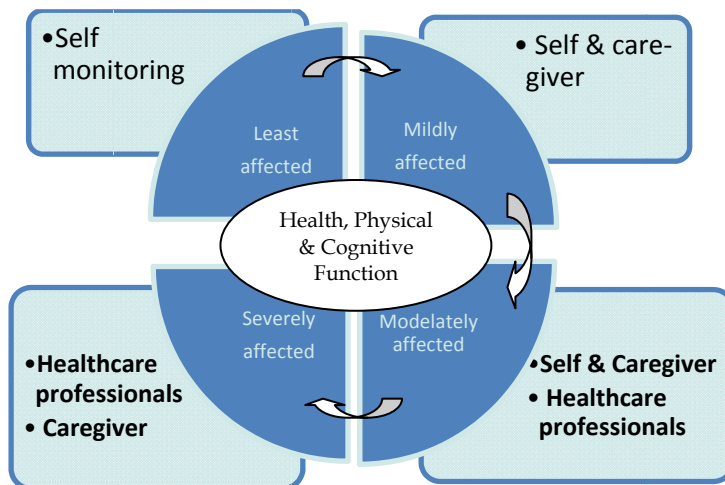 •Self
monitoring
• Self & care-
giver
Least
affected
Mildly
affected
Health, Physical
& Cognitive
Function
Severely
affected
Modelately
affected
•Healthcare
professionals
• Caregiver
•Self & Caregiver
• Healthcare
professionals